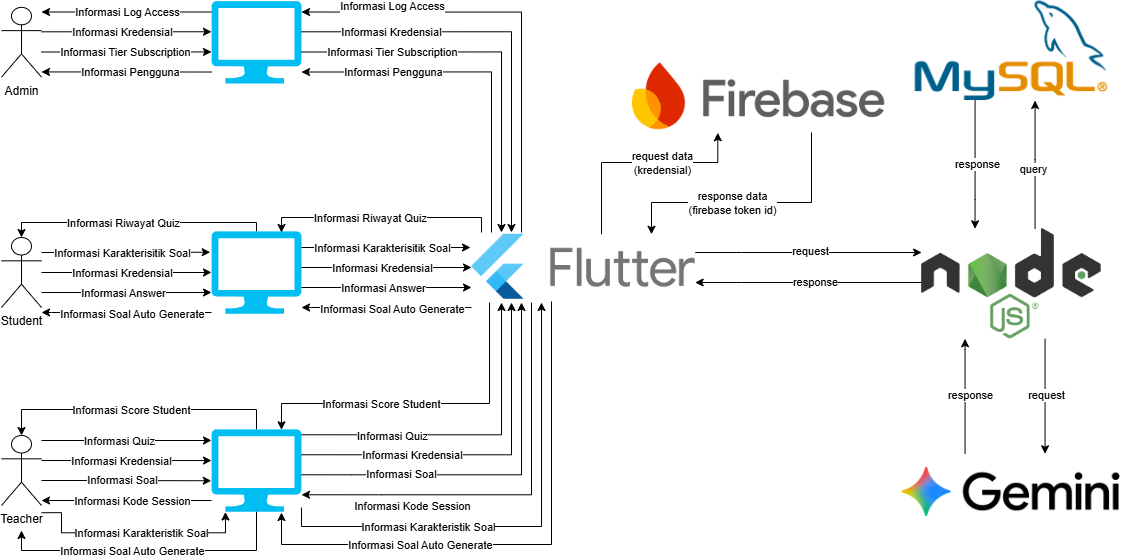 Informasi Log Access
Informasi Kredensial
Informasi Tier Subscription
Informasi Pengguna
Admin
Informasi Log Access
Informasi Kredensial
Informasi Tier Subscription
Informasi Pengguna
Firebase
MySQL®
request data
(kredensial)
response data
(firebase token id)
response
query
Informasi Riwayat Quiz
Informasi Karakterisitik Soal
Informasi Kredensial
Informasi Answer
Informasi Soal Auto Generate
Student
Informasi Riwayat Quiz
Informasi Karakterisitik Soal
Informasi Kredensial
Informasi Answer
Informasi Soal Auto Generate
Flutter
request
response
node
JS®
response
request
Gemini
Informasi Score Student
Informasi Quiz
Informasi Kredensial
Informasi Soal
Informasi Kode Session
Teacher
Informasi Karakteristik Soal
Informasi Soal Auto Generate
Informasi Score Student
Informasi Quiz
Informasi Kredensial
Informasi Soal
Informasi Kode Session
Informasi Karakteristik Soal
Informasi Soal Auto Generate